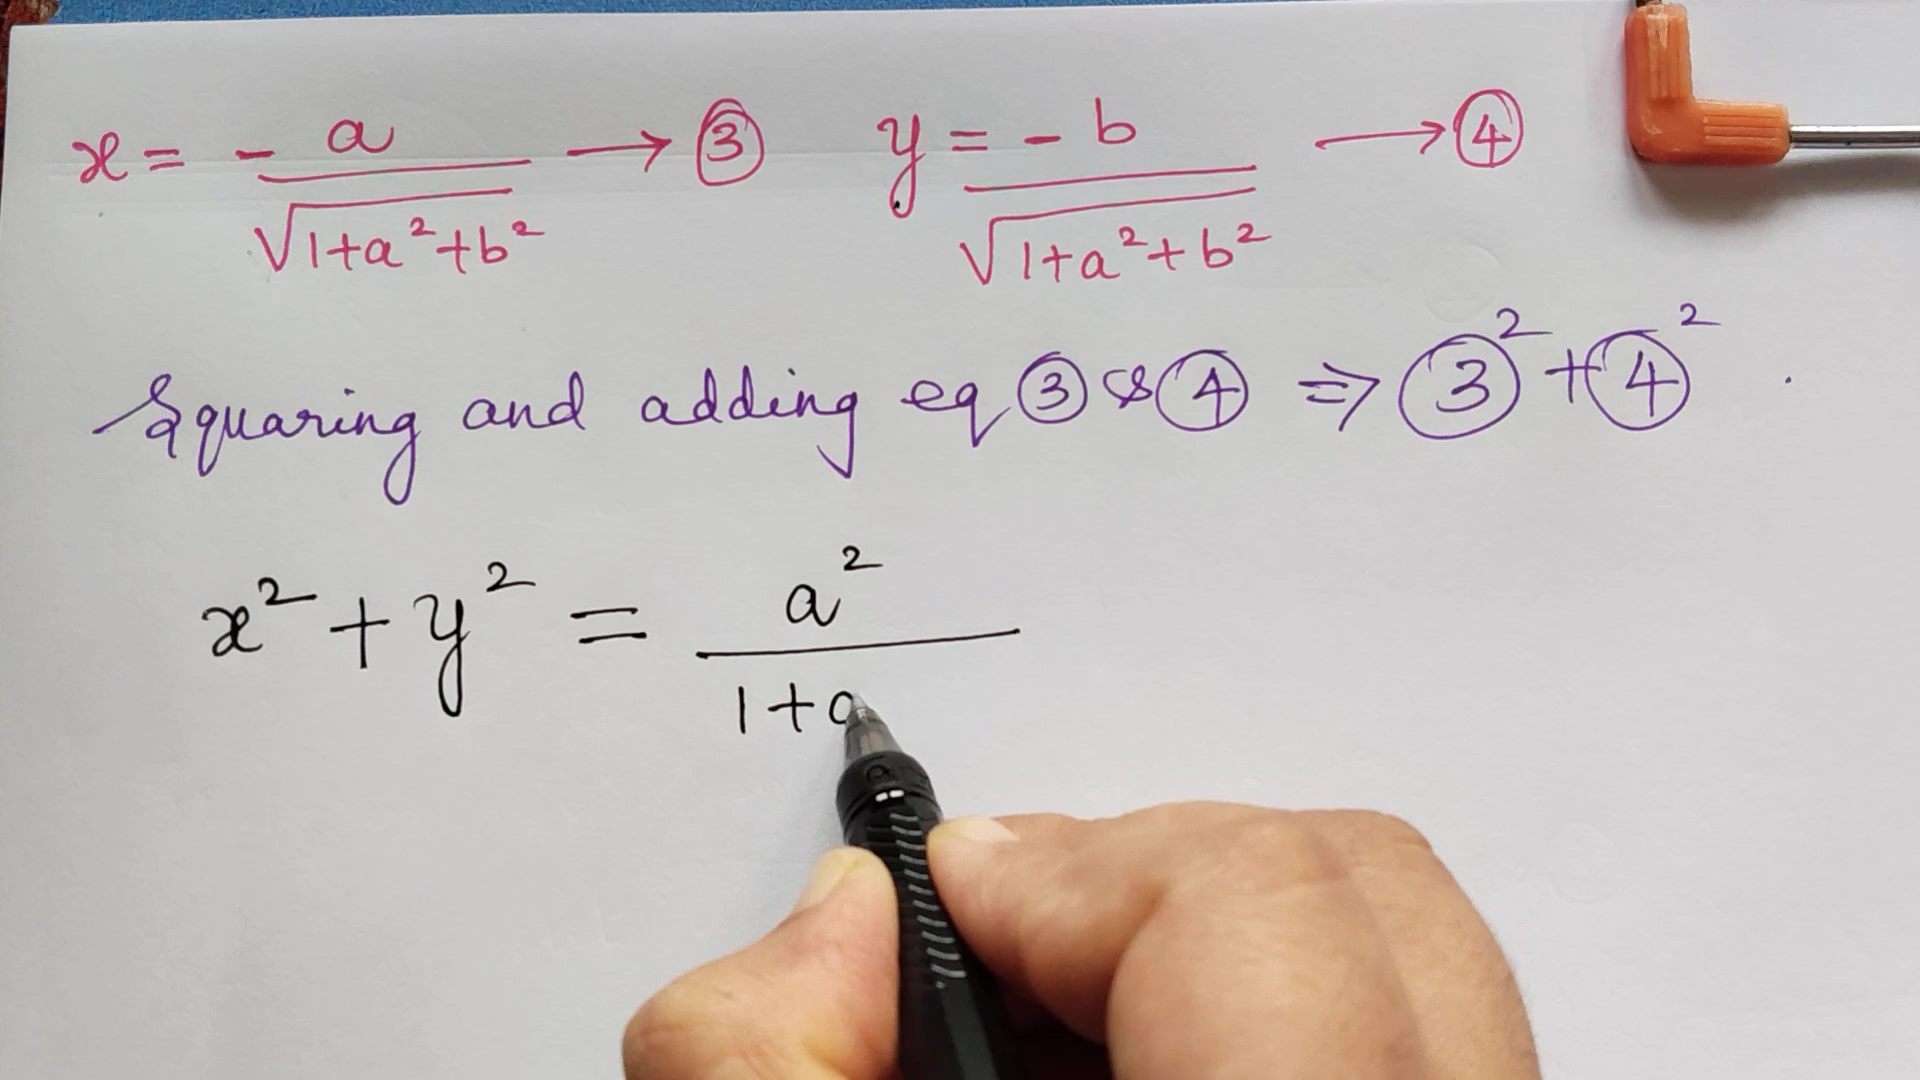 x = - a / √(1+a²+b²) → ③ y = - b / √(1+a²+b²) → ④
Squaring and adding eq ③ & ④ ⇒ ③² + ④²
x² + y² = a² / 1+a